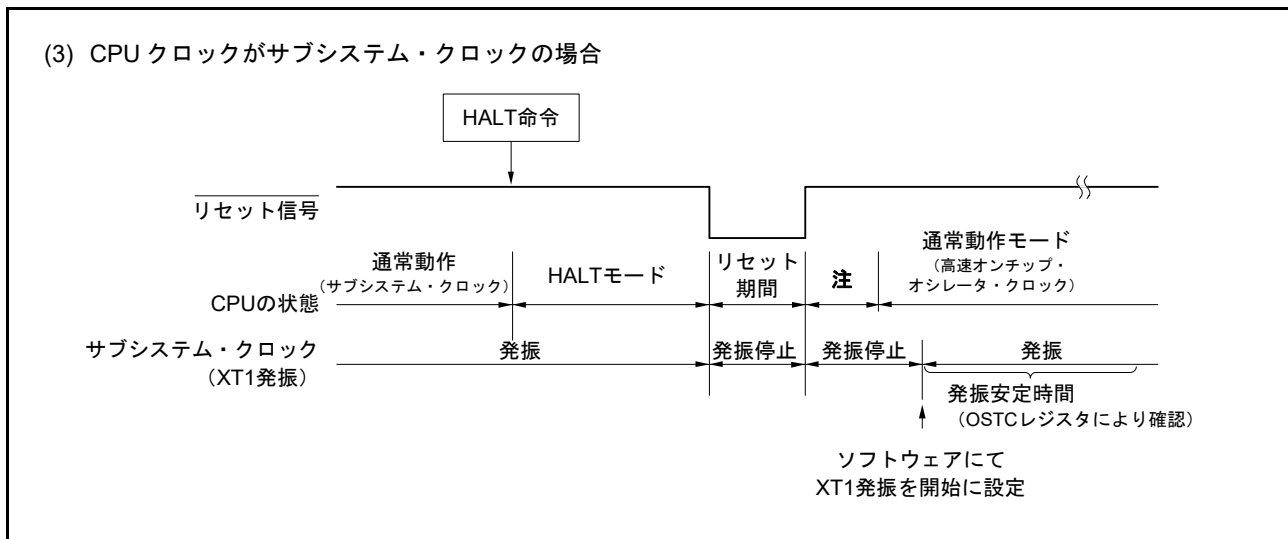 (3) CPU クロックがサブシステム・クロックの場合
HALT命令
リセット信号
通常動作
(サブシステム・クロック)
HALTモード
リセット
期間
注
通常動作モード
(高速オンチップ・
オシレータ・クロック)
CPUの状態
サブシステム・クロック
(XT1発振)
発振
発振停止
発振停止
発振
発振安定時間
(OSTCレジスタにより確認)
ソフトウェアにて
XT1発振を開始に設定